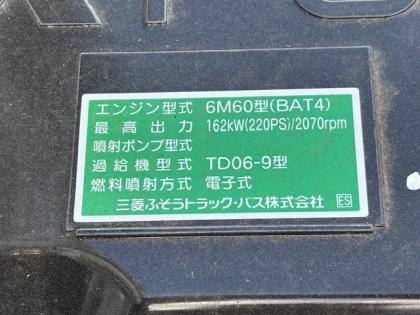 エンジン型式 6M60型(BAT4)
最高出力 162kW(220PS)/2070rpm
噴射ポンプ型式
過給機型式 TD06-9型
燃料噴射方式 電子式
三菱ふそうトラック・バス株式会社 ES